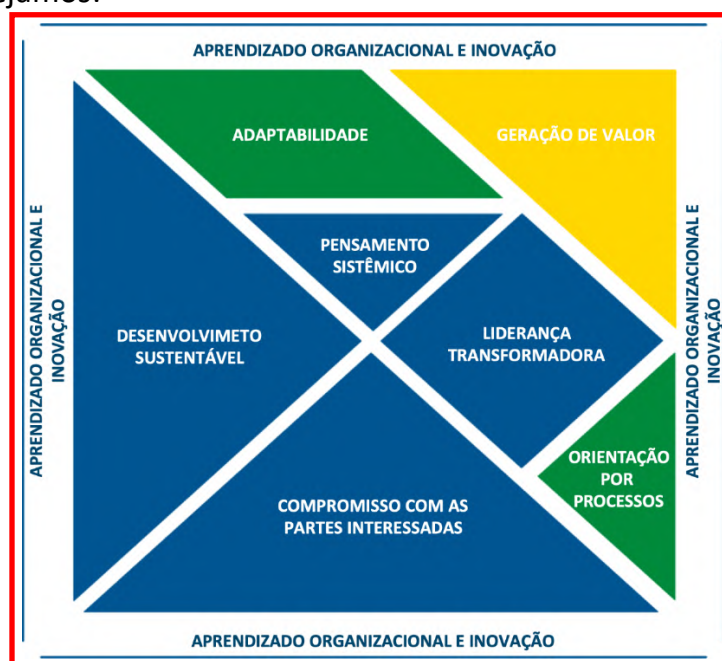 ejamos:
APRENDIZADO ORGANIZACIONAL E INOVAÇÃO
ADAPTABILIDADE
GERAÇÃO DE VALOR
PENSAMENTO
SISTÊMICO
APRENDIZADO ORGANIZACIONAL E
INOVAÇÃO
DESENVOLVIMETO
SUSTENTÁVEL
LIDERANÇA
TRANSFORMADORA
APRENDIZADO ORGANIZACIONAL E
INOVAÇÃO
ORIENTAÇÃO
POR
PROCESSOS
COMPROMISSO COM AS
PARTES INTERESSADAS
APRENDIZADO ORGANIZACIONAL E INOVAÇÃO